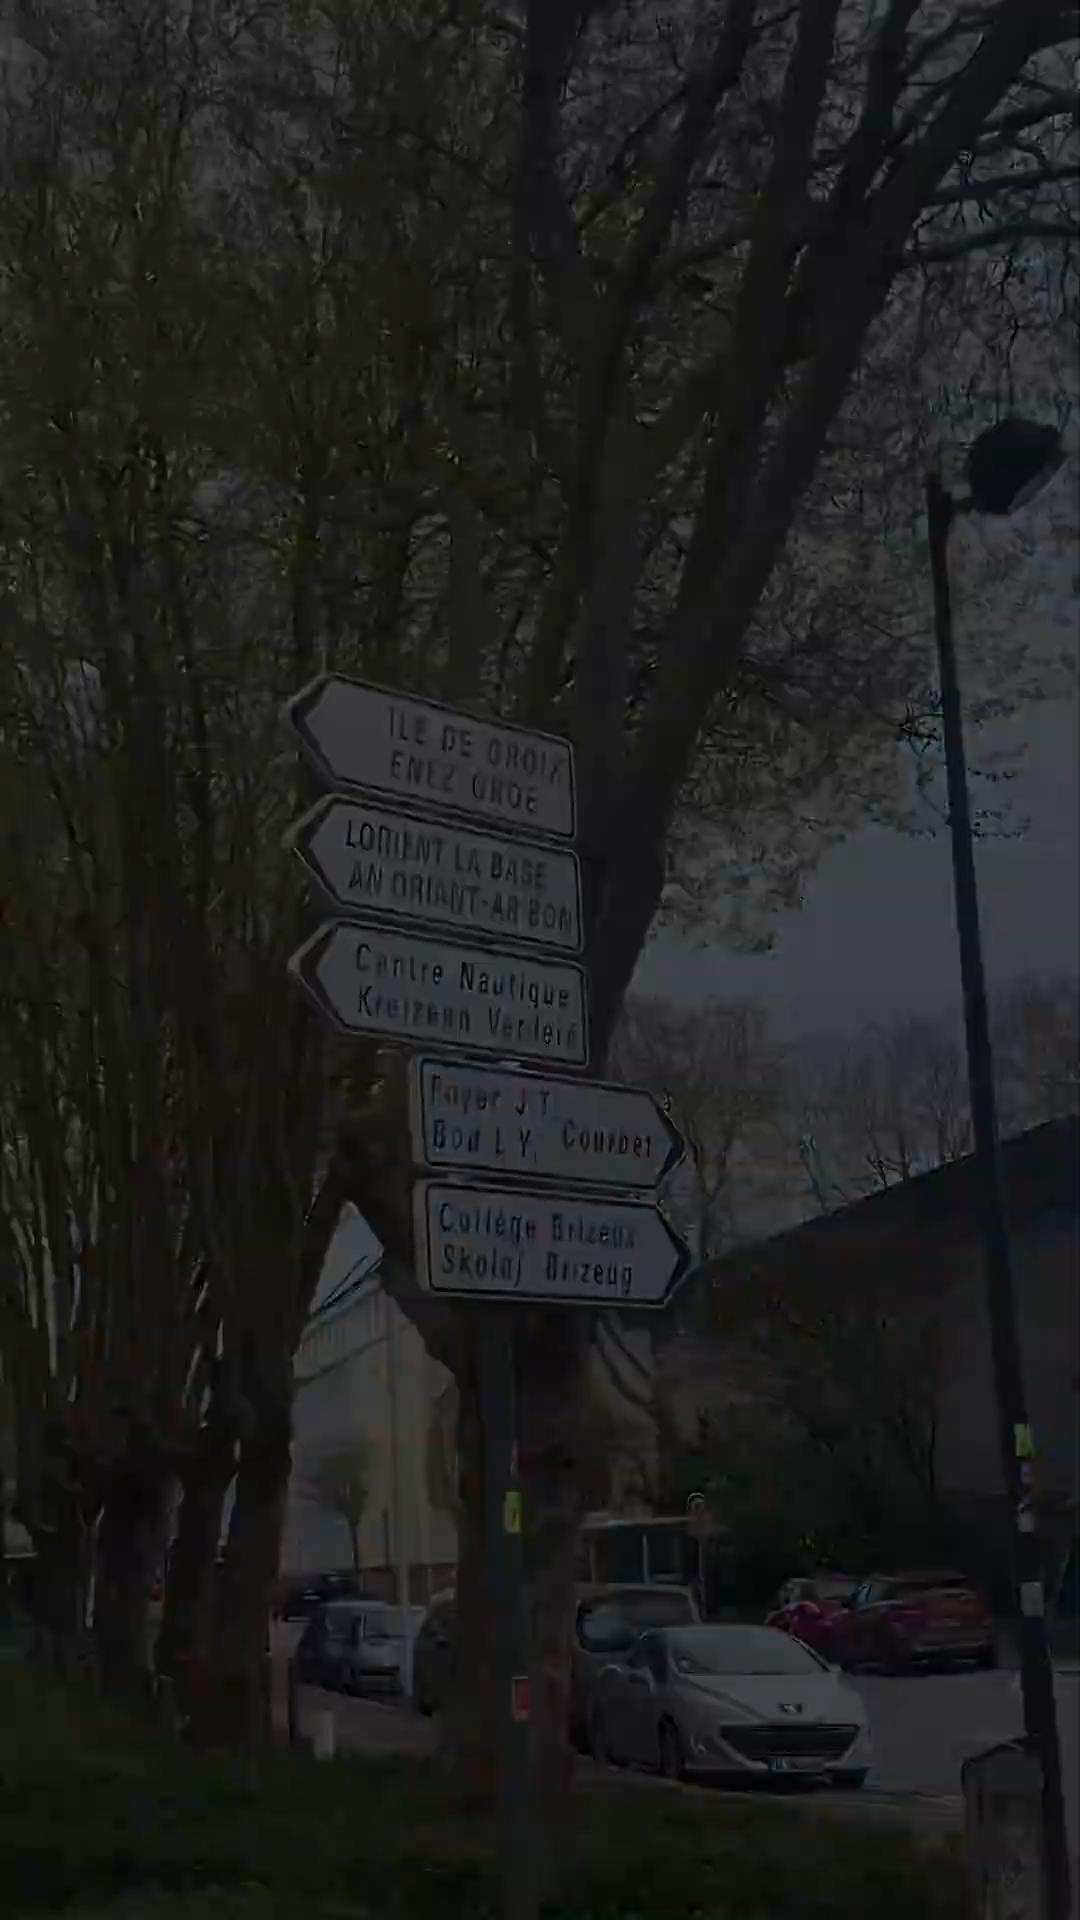 ILE DE GROIX
ENEZ GROE
LORIENT LA BASE
AN ORIANT-AR BON
Centre Nautique
Kreizenn Verdeiñ
Foyer J.T.
Bod L.Y. Courbet
Collège Brizeux
Skolaj Brizeug